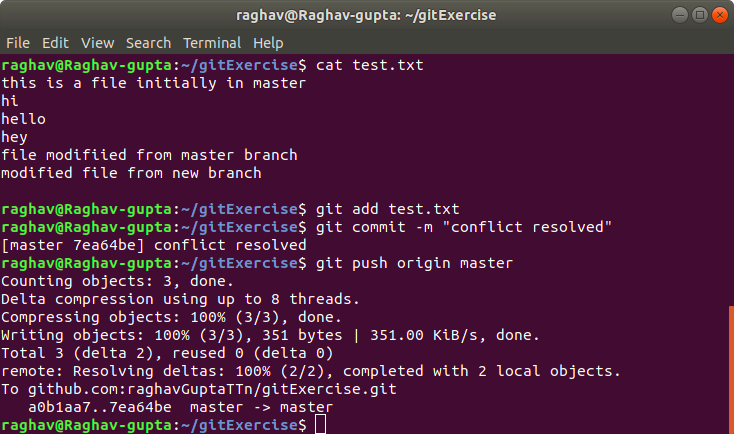 raghav@Raghav-gupta: ~/gitExercise
File Edit View Search Terminal Help
raghav@Raghav-gupta:~/gitExercise$ cat test.txt
this is a file initially in master
hi
hello
hey
file modifiied from master branch
modified file from new branch
raghav@Raghav-gupta:~/gitExercise$ git add test.txt
raghav@Raghav-gupta:~/gitExercise$ git commit -m "conflict resolved"
[master 7ea64be] conflict resolved
raghav@Raghav-gupta:~/gitExercise$ git push origin master
Counting objects: 3, done.
Delta compression using up to 8 threads.
Compressing objects: 100% (3/3), done.
Writing objects: 100% (3/3), 351 bytes | 351.00 KiB/s, done.
Total 3 (delta 2), reused 0 (delta 0)
remote: Resolving deltas: 100% (2/2), completed with 2 local objects.
To github.com:raghavGuptaTTn/gitExercise.git
   a0b1aa7..7ea64be  master -> master
raghav@Raghav-gupta:~/gitExercise$